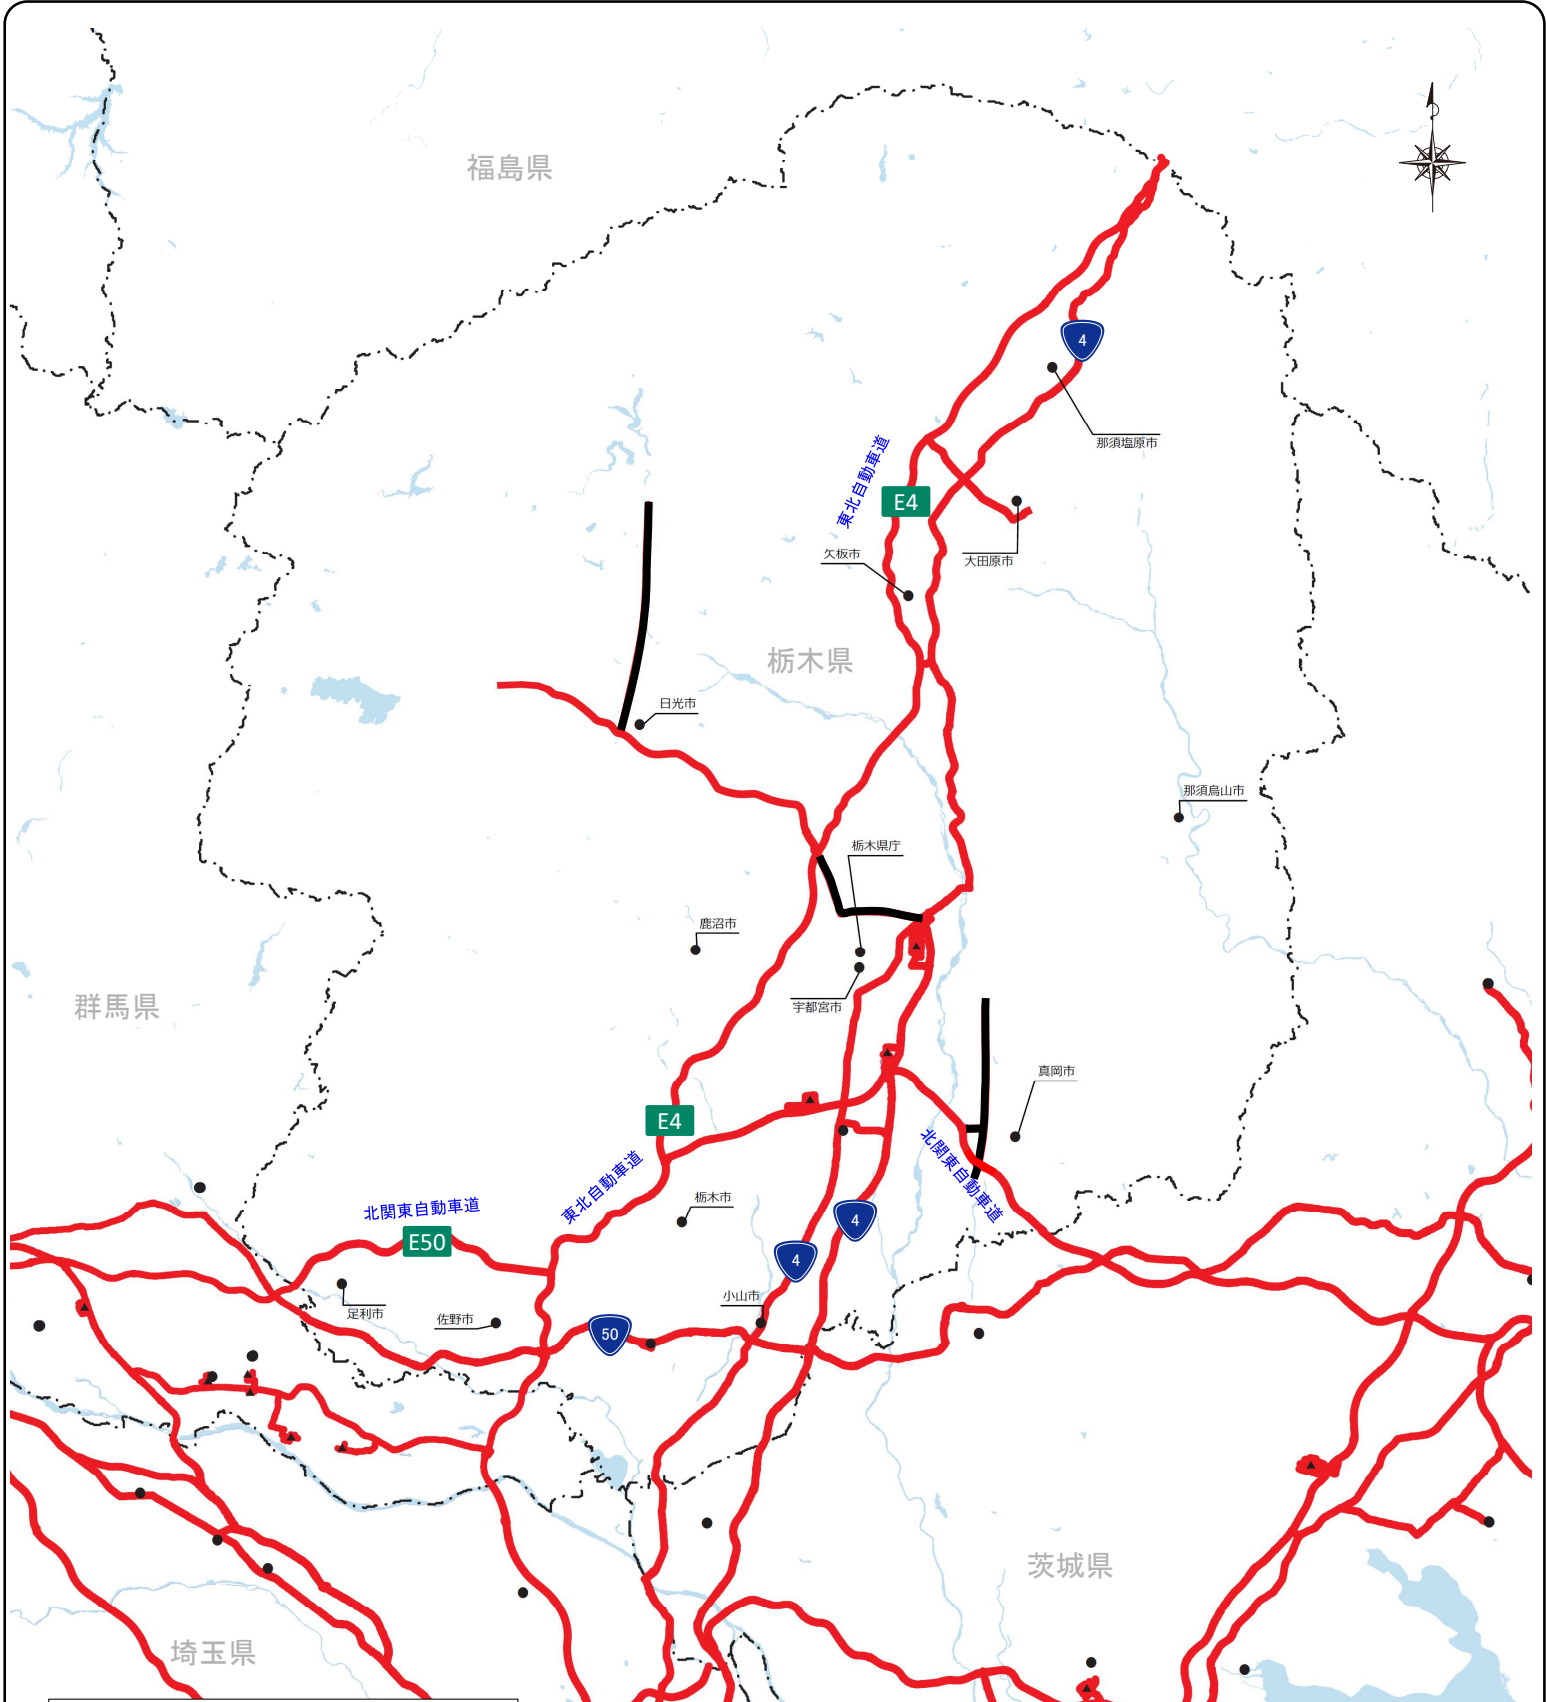 福島県
4
那須塩原市
東北自動車道
E4
矢板市
大田原市
栃木県
日光市
那須烏山市
栃木県庁
鹿沼市
群馬県
宇都宮市
真岡市
E4
北関東自動車道
東北自動車道
栃木市
北関東自動車道
E50
4
4
小山市
足利市
佐野市
50
茨城県
埼玉県